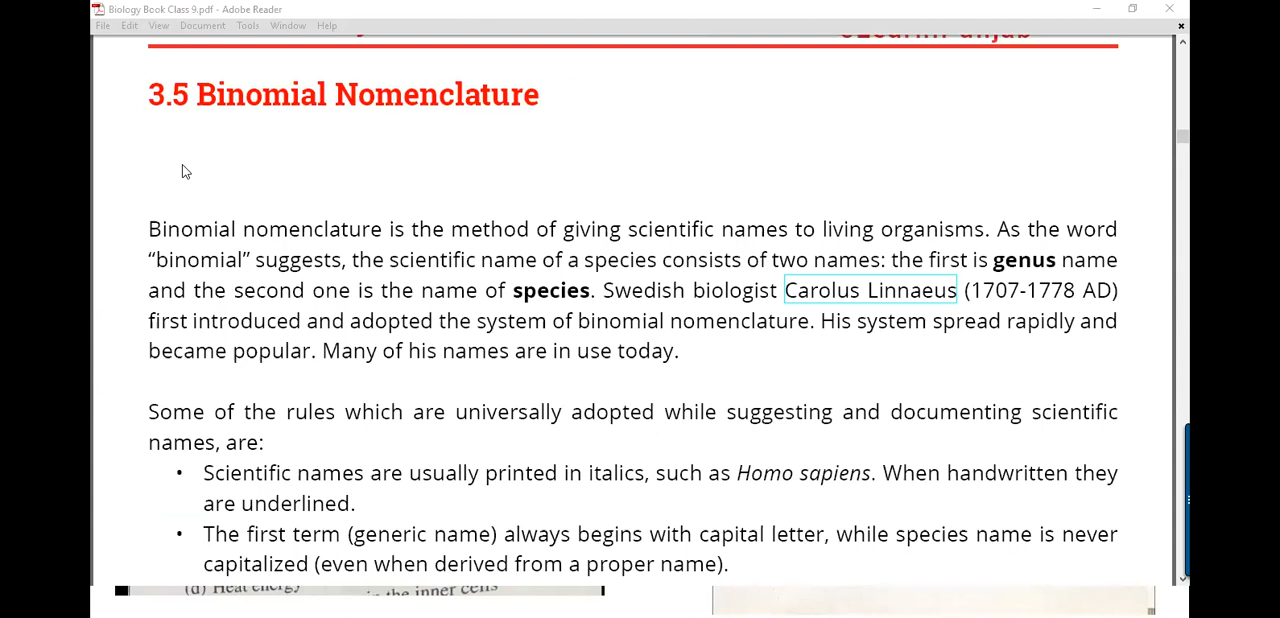 Biology Book Class 9.pdf - Adobe Reader
File Edit View Document Tools Window Help
3.5 Binomial Nomenclature
Binomial nomenclature is the method of giving scientific names to living organisms. As the word
“binomial” suggests, the scientific name of a species consists of two names: the first is genus name
and the second one is the name of species. Swedish biologist Carolus Linnaeus (1707-1778 AD)
first introduced and adopted the system of binomial nomenclature. His system spread rapidly and
became popular. Many of his names are in use today.
Some of the rules which are universally adopted while suggesting and documenting scientific
names, are:
• Scientific names are usually printed in italics, such as Homo sapiens. When handwritten they
are underlined.
• The first term (generic name) always begins with capital letter, while species name is never
capitalized (even when derived from a proper name).
(d) Heat energy
in the inner cells